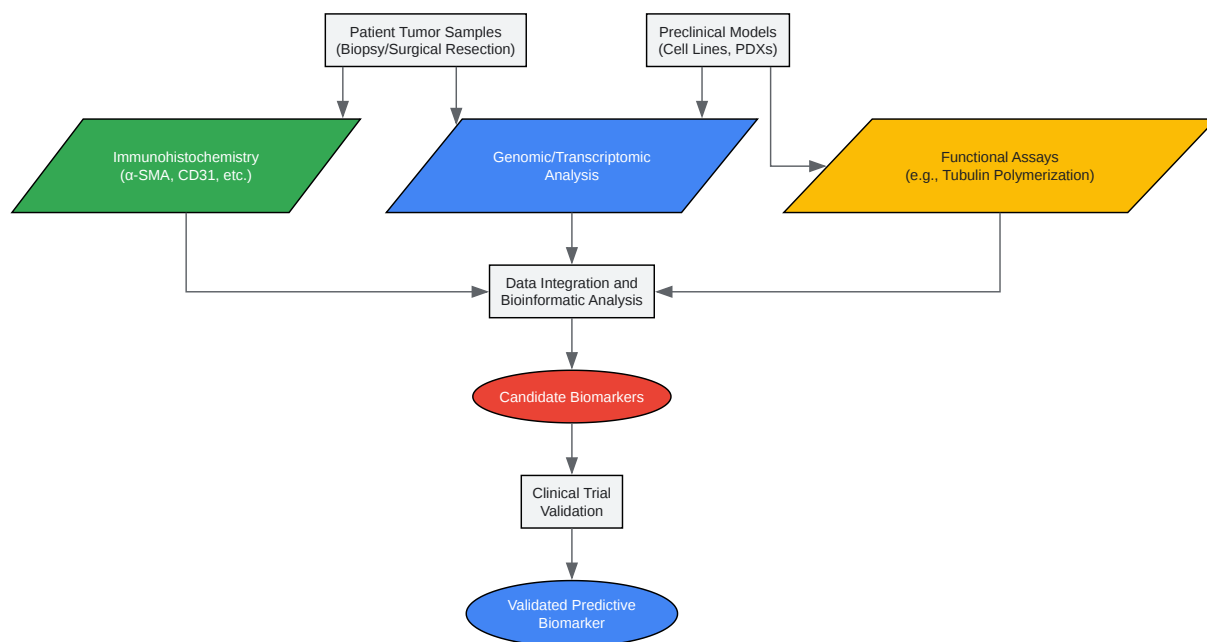 Patient Tumor Samples
(Biopsy/Surgical Resection)
Preclinical Models
(Cell Lines, PDXs)
Immunohistochemistry
(α-SMA, CD31, etc.)
Genomic/Transcriptomic
Analysis
Functional Assays
(e.g., Tubulin Polymerization)
Data Integration and
Bioinformatic Analysis
Candidate Biomarkers
Clinical Trial
Validation
Validated Predictive
Biomarker